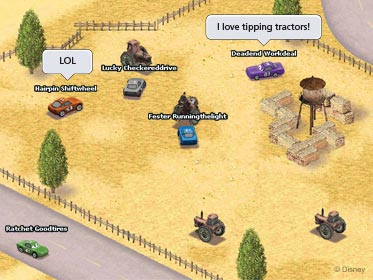 I love tipping tractors!
LOL
Lucky Checkereddrive
Deadend Workdeal
Hairpin Shiftwheel
Fester Runningthelight
Ratchet Goodtires
© Disney